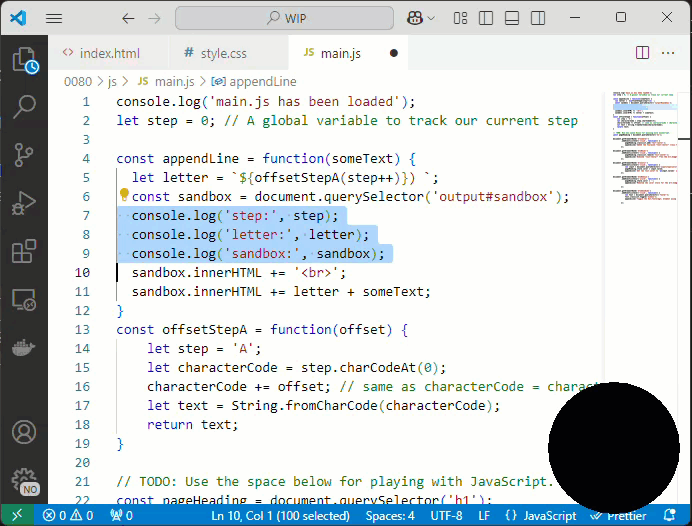 WIP
index.html
style.css
JS main.js
0080 > js > JS main.js > appendLine
1 console.log('main.js has been loaded');
2 let step = 0; // A global variable to track our current step
3
4 const appendLine = function(someText) {
5 let letter = `${offsetStepA(step++)}) `;
6 const sandbox = document.querySelector('output#sandbox');
7 console.log('step:', step);
8 console.log('letter:', letter);
9 console.log('sandbox:', sandbox);
10 sandbox.innerHTML += '<br>';
11 sandbox.innerHTML += letter + someText;
12 }
13 const offsetStepA = function(offset) {
14 let step = 'A';
15 let characterCode = step.charCodeAt(0);
16 characterCode += offset; // same as characterCode = charact
17 let text = String.fromCharCode(characterCode);
18 return text;
19 }
20
21 // TODO: Use the space below for playing with JavaScript.
22 const pageHeading = document.querySelector('h1');
NO
0 0 0 Ln 10, Col 1 (100 selected) Spaces: 4 UTF-8 LF {} JavaScript Prettier